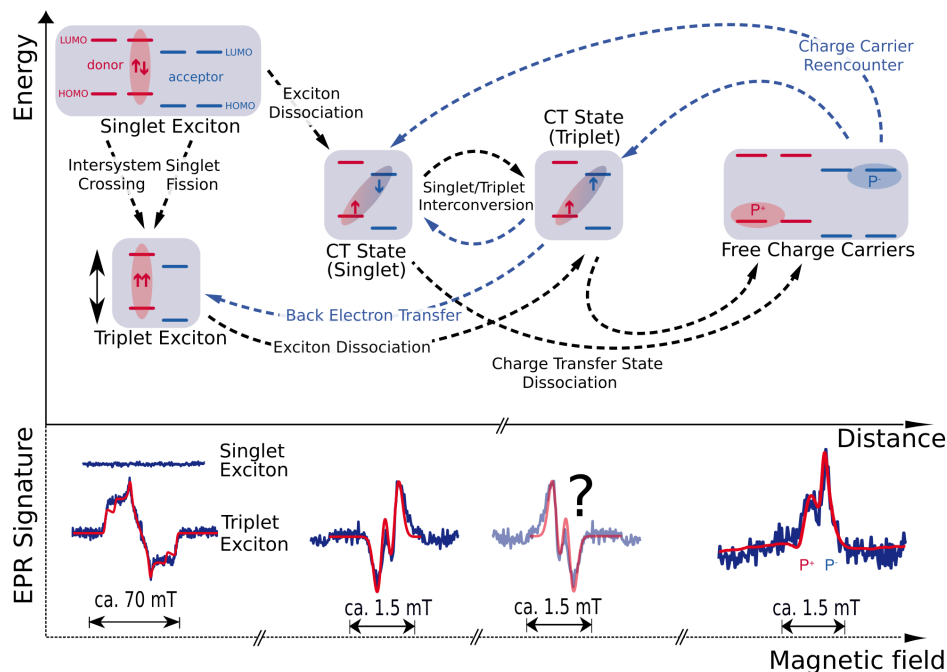 Energy
LUMO
donor
HOMO
LUMO
acceptor
HOMO
Singlet Exciton
Exciton
Dissociation
Intersystem
Crossing
Singlet
Fission
Triplet Exciton
CT State
(Singlet)
Singlet/Triplet
Interconversion
CT State
(Triplet)
Charge Carrier
Reencounter
P+
P-
Free Charge Carriers
Back Electron Transfer
Exciton Dissociation
Charge Transfer State
Dissociation
Distance
EPR Signature
Singlet
Exciton
Triplet
Exciton
ca. 70 mT
ca. 1.5 mT
?
ca. 1.5 mT
P+ P-
ca. 1.5 mT
Magnetic field